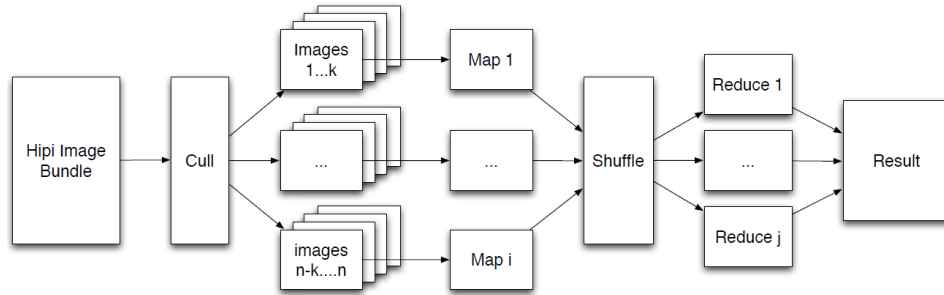 Hipi Image
Bundle
Cull
Images
1...k
...
images
n-k....n
Map 1
...
Map i
Shuffle
Reduce 1
...
Reduce j
Result